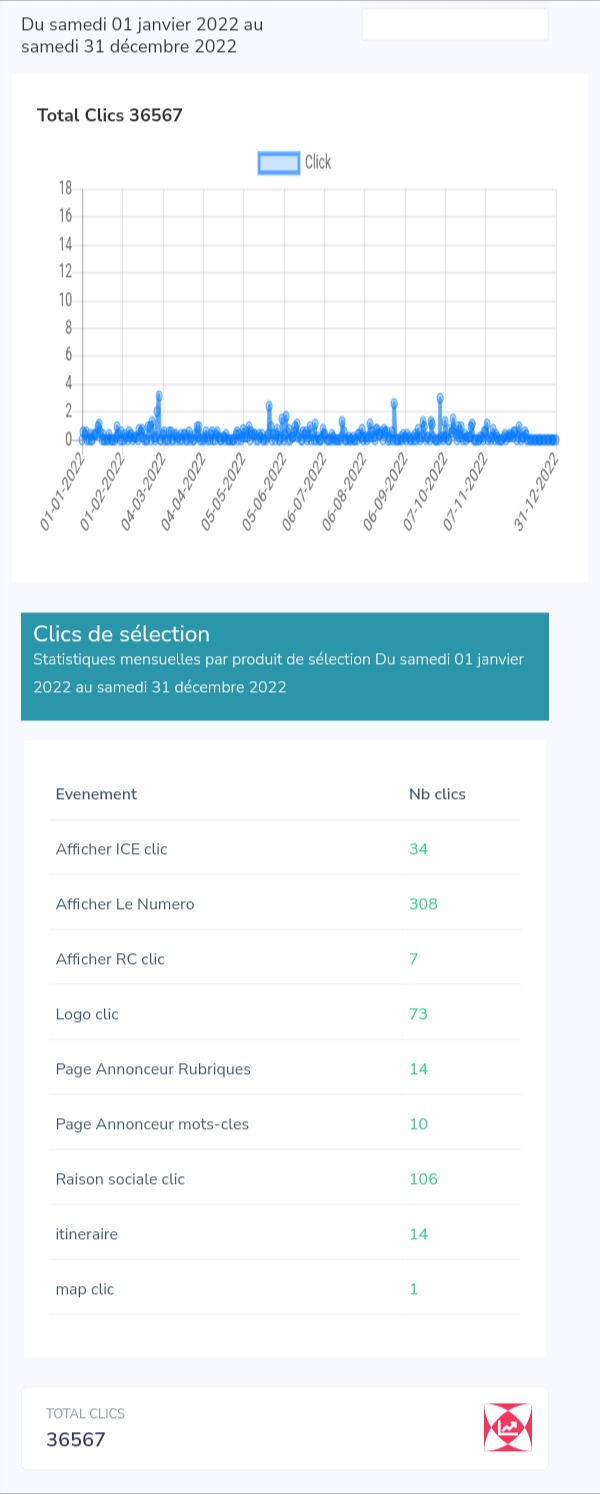 Du samedi 01 janvier 2022 au
samedi 31 décembre 2022
Total Clics 36567
Click
18
16
14
12
10
8
6
4
2
0
01-01-2022
01-02-2022
04-03-2022
04-04-2022
05-05-2022
05-06-2022
06-07-2022
06-08-2022
06-09-2022
07-10-2022
07-11-2022
31-12-2022
Clics de sélection
Statistiques mensuelles par produit de sélection Du samedi 01 janvier
2022 au samedi 31 décembre 2022
Evenement Nb clics
Afficher ICE clic 34
Afficher Le Numero 308
Afficher RC clic 7
Logo clic 73
Page Annonceur Rubriques 14
Page Annonceur mots-cles 10
Raison sociale clic 106
itineraire 14
map clic 1
TOTAL CLICS
36567